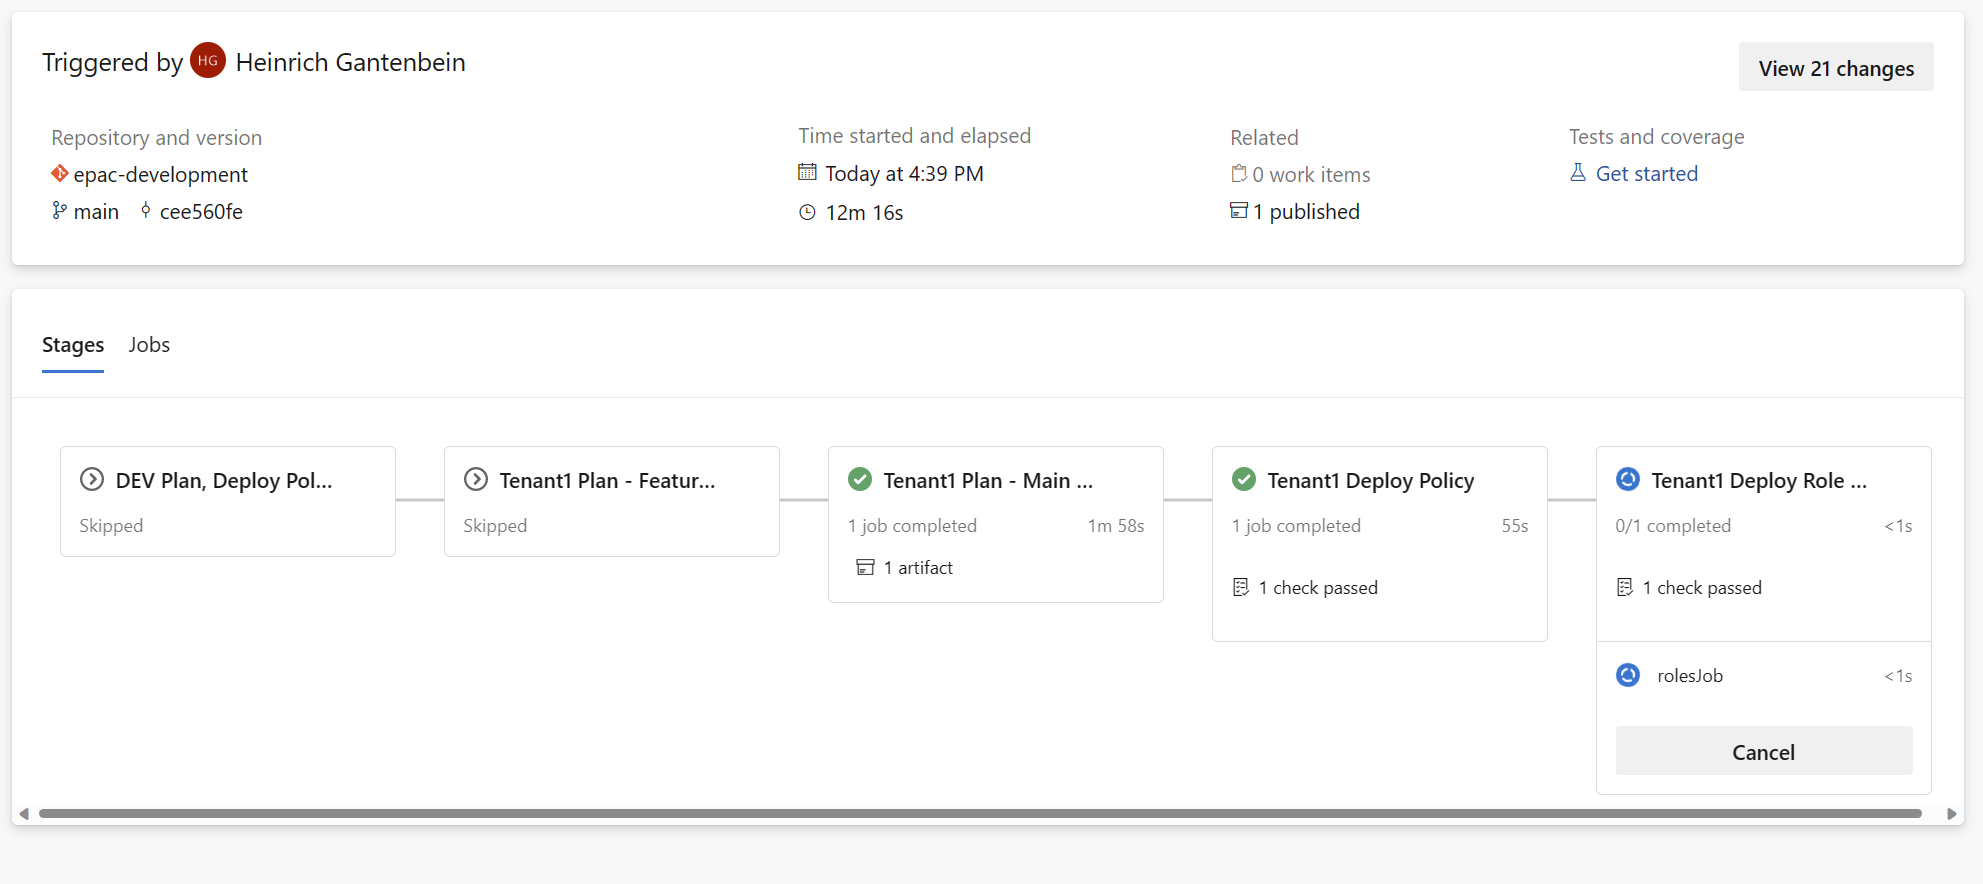 Triggered by HG Heinrich Gantenbein
View 21 changes
Repository and version
epac-development
main cee560fe
Time started and elapsed
Today at 4:39 PM
12m 16s
Related
0 work items
1 published
Tests and coverage
Get started
Stages Jobs
DEV Plan, Deploy Pol...
Skipped
Tenant1 Plan - Featur...
Skipped
Tenant1 Plan - Main ...
1 job completed 1m 58s
1 artifact
Tenant1 Deploy Policy
1 job completed 55s
1 check passed
Tenant1 Deploy Role ...
0/1 completed <1s
1 check passed
rolesJob <1s
Cancel